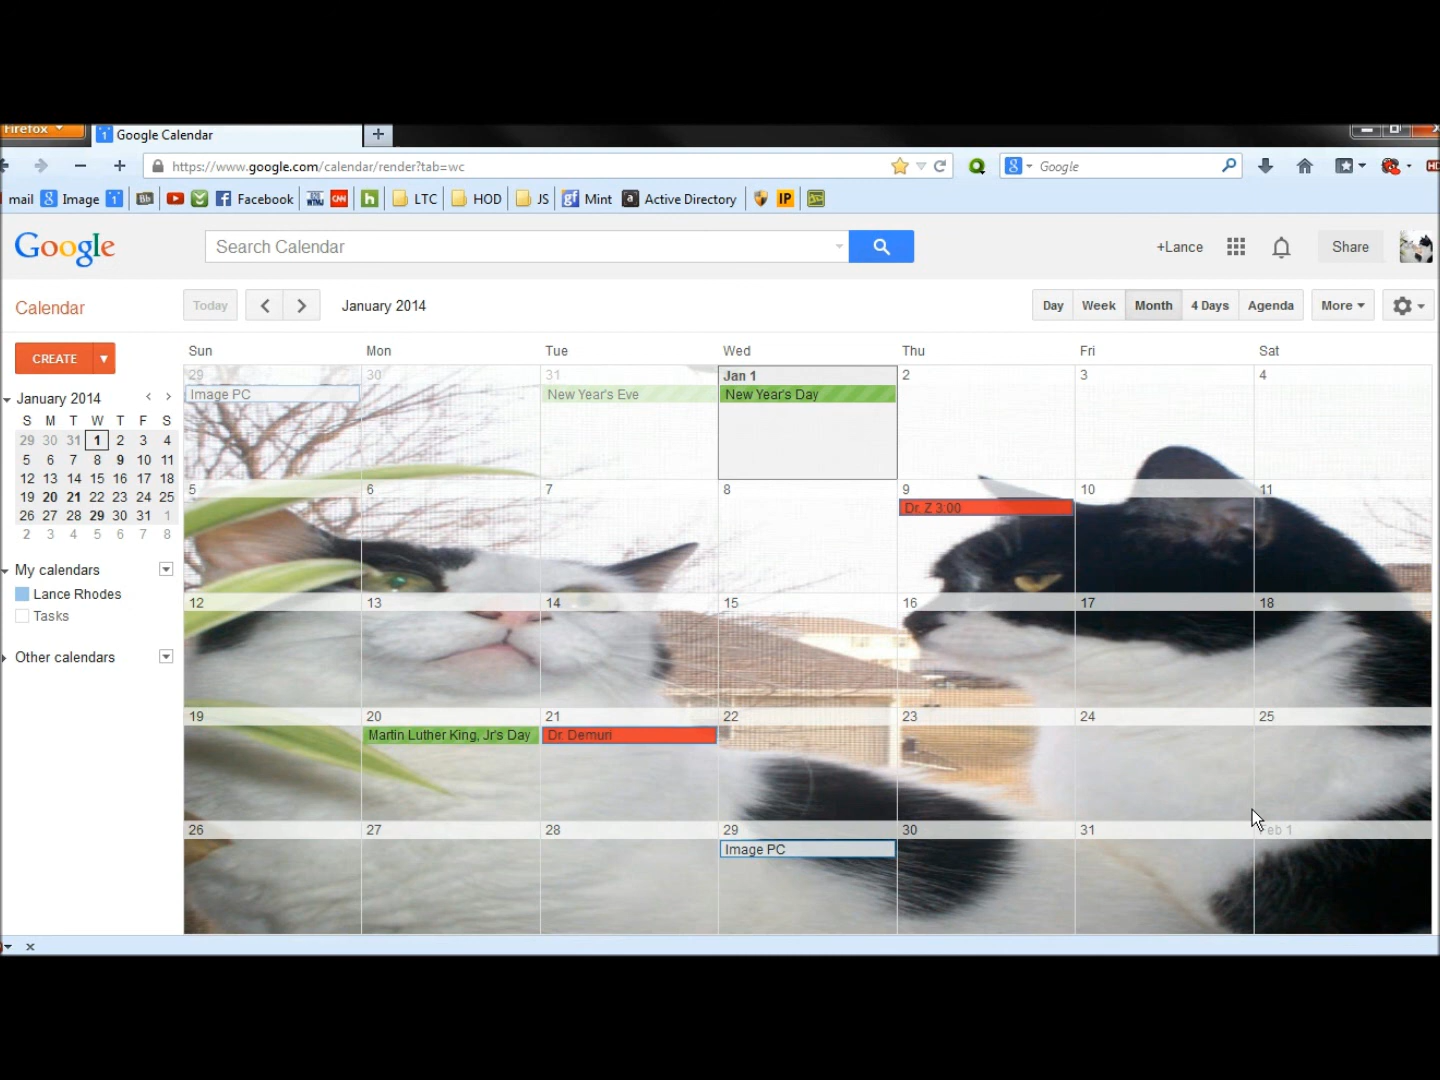 Firefox
Google Calendar
https://www.google.com/calendar/render?tab=wc
Google
mail Image Bb Facebook CNN h LTC HOD JS Mint Active Directory IP
Google
Search Calendar
+Lance
Share
Calendar
Today
January 2014
Day Week Month 4 Days Agenda More
CREATE
January 2014
S M T W T F S
29 30 31 1 2 3 4
5 6 7 8 9 10 11
12 13 14 15 16 17 18
19 20 21 22 23 24 25
26 27 28 29 30 31 1
2 3 4 5 6 7 8
My calendars
Lance Rhodes
Tasks
Other calendars
Sun Mon Tue Wed Thu Fri Sat
29 30 31 Jan 1 2 3 4
Image PC New Year's Eve New Year's Day
5 6 7 8 9 10 11
Dr. Z 3:00
12 13 14 15 16 17 18
19 20 21 22 23 24 25
Martin Luther King, Jr's Day Dr. Demuri
26 27 28 29 30 31 Feb 1
Image PC